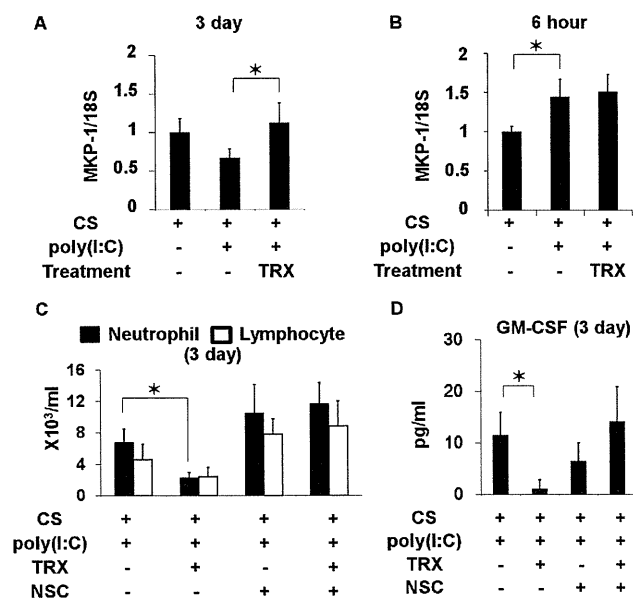 A
3 day
MKP-1/18S
2
1.5
1
0.5
0
*
CS + + +
poly(I:C) - + +
Treatment - - TRX
B
6 hour
MKP-1/18S
2
1.5
1
0.5
0
*
CS + + +
poly(I:C) - + +
Treatment - - TRX
C
Neutrophil Lymphocyte
(3 day)
X10³/ml
16
12
8
4
0
*
CS + + + +
poly(I:C) + + + +
TRX - + - +
NSC - - + +
D
GM-CSF (3 day)
pg/ml
30
20
10
0
*
CS + + + +
poly(I:C) + + + +
TRX - + - +
NSC - - + +